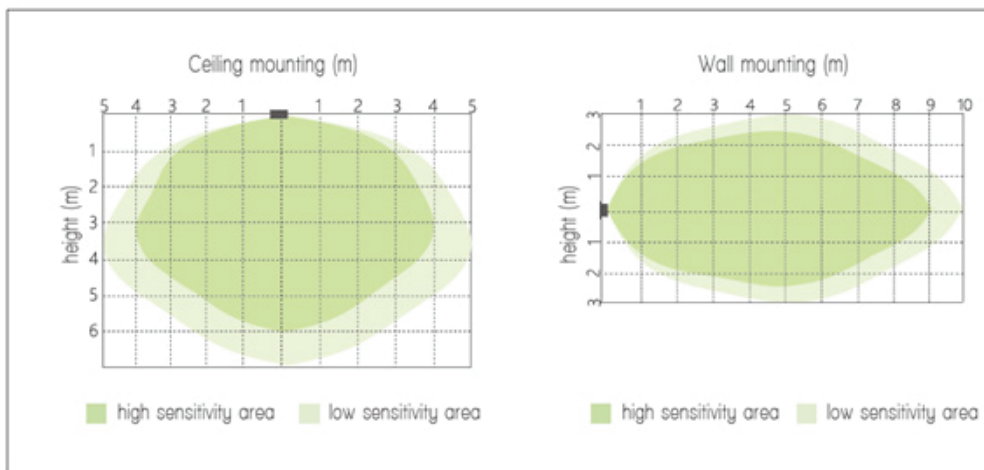 Ceiling mounting (m)
5 4 3 2 1 1 2 3 4 5
1
2
3
4
5
6
height (m)
high sensitivity area low sensitivity area
Wall mounting (m)
1 2 3 4 5 6 7 8 9 10
3
2
1
1
2
3
height (m)
high sensitivity area low sensitivity area